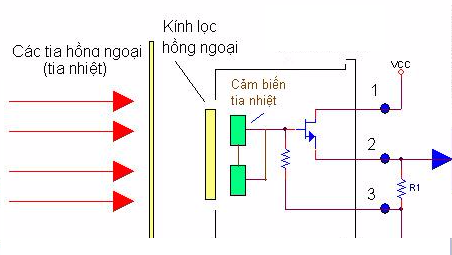 Các tia hồng ngoại
(tia nhiệt)
Kính lọc
hồng ngoại
Cảm biến
tia nhiệt
VCC
1
2
3
R1